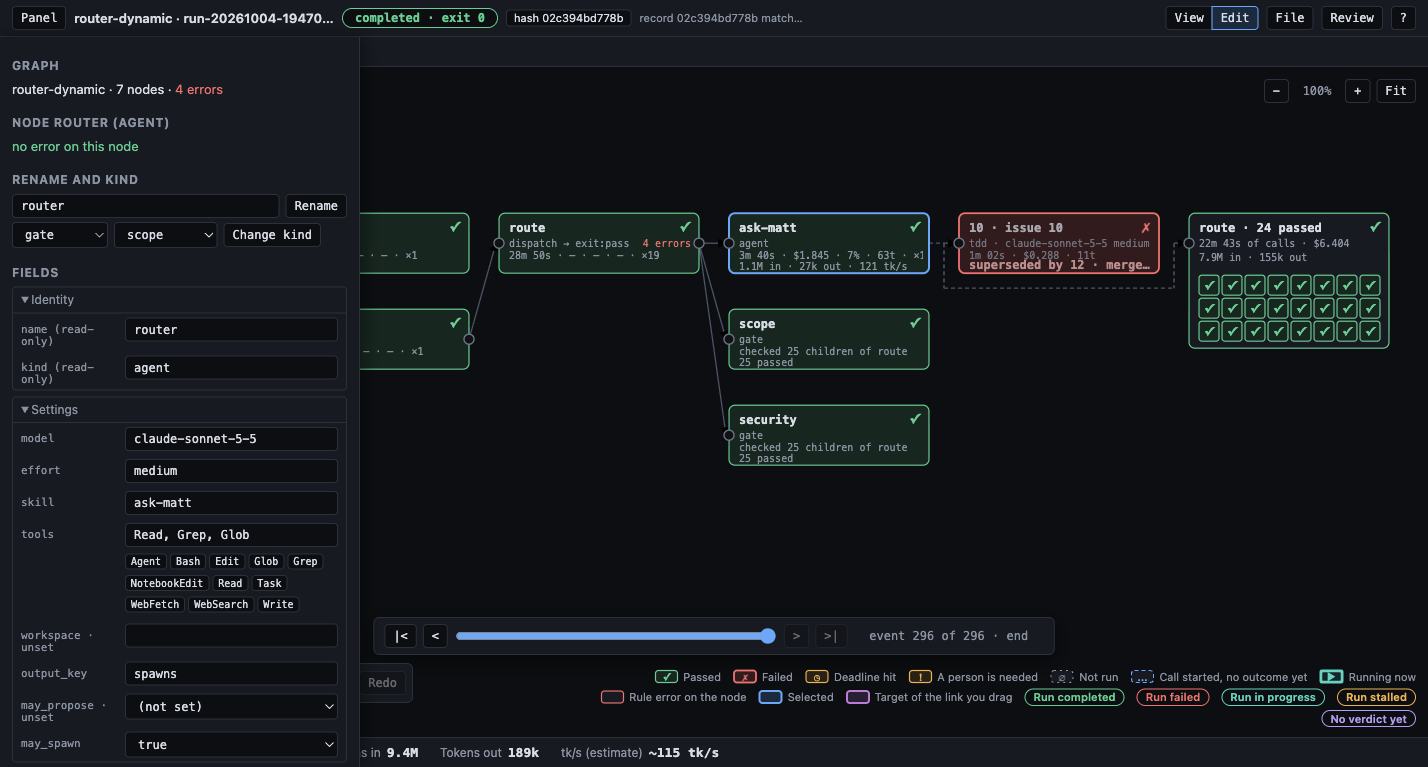 Panel router-dynamic · run-20261004-19470... completed · exit 0 hash 02c394bd778b record 02c394bd778b match... View Edit File Review ?
GRAPH
router-dynamic · 7 nodes · 4 errors
NODE ROUTER (AGENT)
no error on this node
RENAME AND KIND
router Rename
gate scope Change kind
FIELDS
▼Identity
name (read-only) router
kind (read-only) agent
▼Settings
model claude-sonnet-5-5
effort medium
skill ask-matt
tools Read, Grep, Glob
Agent Bash Edit Glob Grep
NotebookEdit Read Task
WebFetch WebSearch Write
workspace · unset
output_key spawns
may_propose · unset (not set)
may_spawn true
− 100% + Fit
✔
– · – · ×1
✔
– · – · ×1
route ✔
dispatch → exit:pass 4 errors
28m 50s · – · – · – · ×19
ask-matt ✔
agent
3m 40s · $1.845 · 7% · 63t · ×1
1.1M in · 27k out · 121 tk/s
scope ✔
gate
checked 25 children of route
25 passed
security ✔
gate
checked 25 children of route
25 passed
10 · issue 10 ✗
tdd · claude-sonnet-5-5 medium
1m 02s · $0.288 · 11t
superseded by 12 · merge…
route · 24 passed ✔
22m 43s of calls · $6.404
7.9M in · 155k out
✔ ✔ ✔ ✔ ✔ ✔ ✔ ✔
✔ ✔ ✔ ✔ ✔ ✔ ✔ ✔
✔ ✔ ✔ ✔ ✔ ✔ ✔ ✔
|< < > >| event 296 of 296 · end
Redo
✔ Passed ✗ Failed Deadline hit ! A person is needed Not run Call started, no outcome yet Running now
Rule error on the node Selected Target of the link you drag Run completed Run failed Run in progress Run stalled
No verdict yet
s in 9.4M Tokens out 189k tk/s (estimate) ~115 tk/s